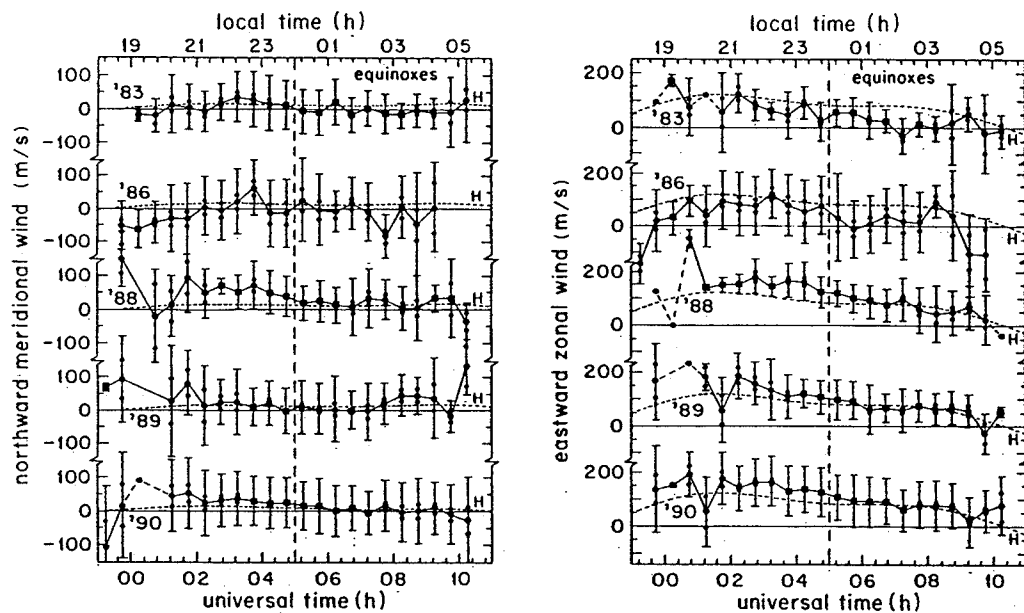 local time (h)
19 21 23 01 03 05
equinoxes
northward meridional wind (m/s)
100
0
-100
'83
H
100
0
-100
'86
H
100
0
-100
'88
H
100
0
-100
'89
H
100
0
-100
'90
H
00 02 04 06 08 10
universal time (h)
local time (h)
19 21 23 01 03 05
equinoxes
eastward zonal wind (m/s)
200
0
'83
H
200
0
'86
H
200
0
'88
H
200
0
'89
H
200
0
'90
H
00 02 04 06 08 10
universal time (h)